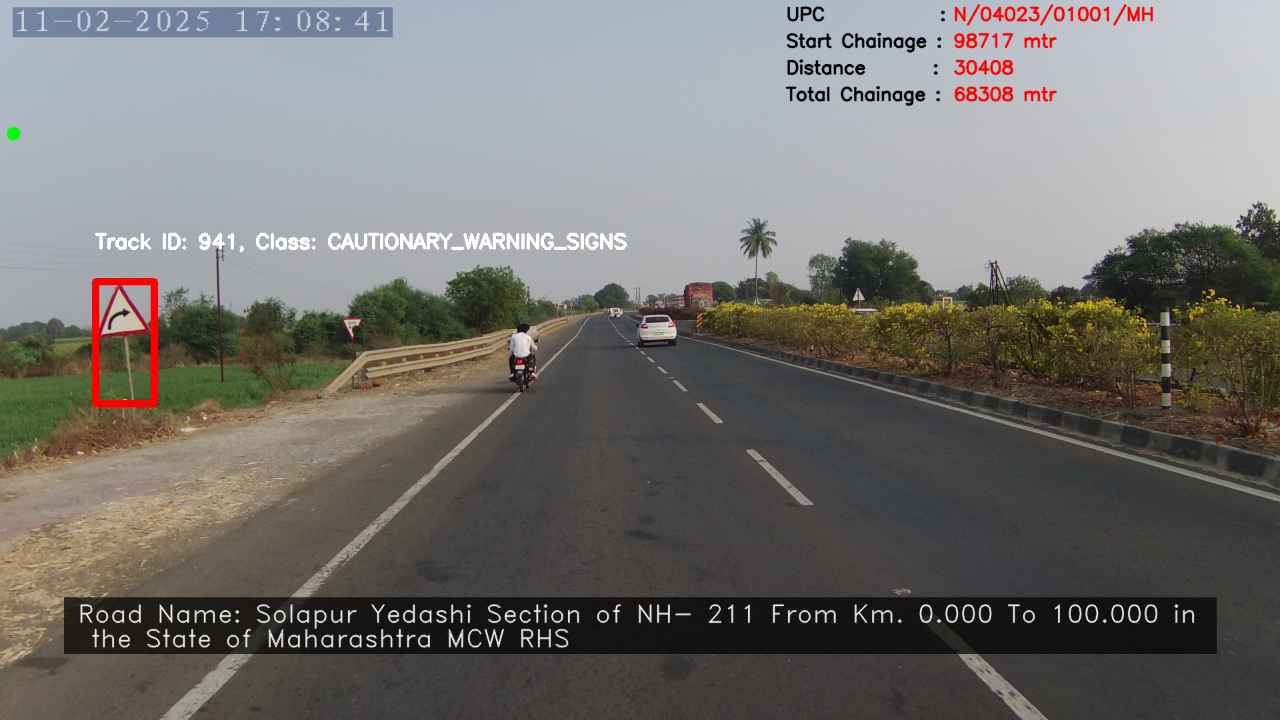 11-02-2025 17:08:41
UPC : N/04023/01001/MH
Start Chainage : 98717 mtr
Distance : 30408
Total Chainage : 68308 mtr
Track ID: 941, Class: CAUTIONARY_WARNING_SIGNS
Road Name: Solapur Yedashi Section of NH- 211 From Km. 0.000 To 100.000 in
the State of Maharashtra MCW RHS